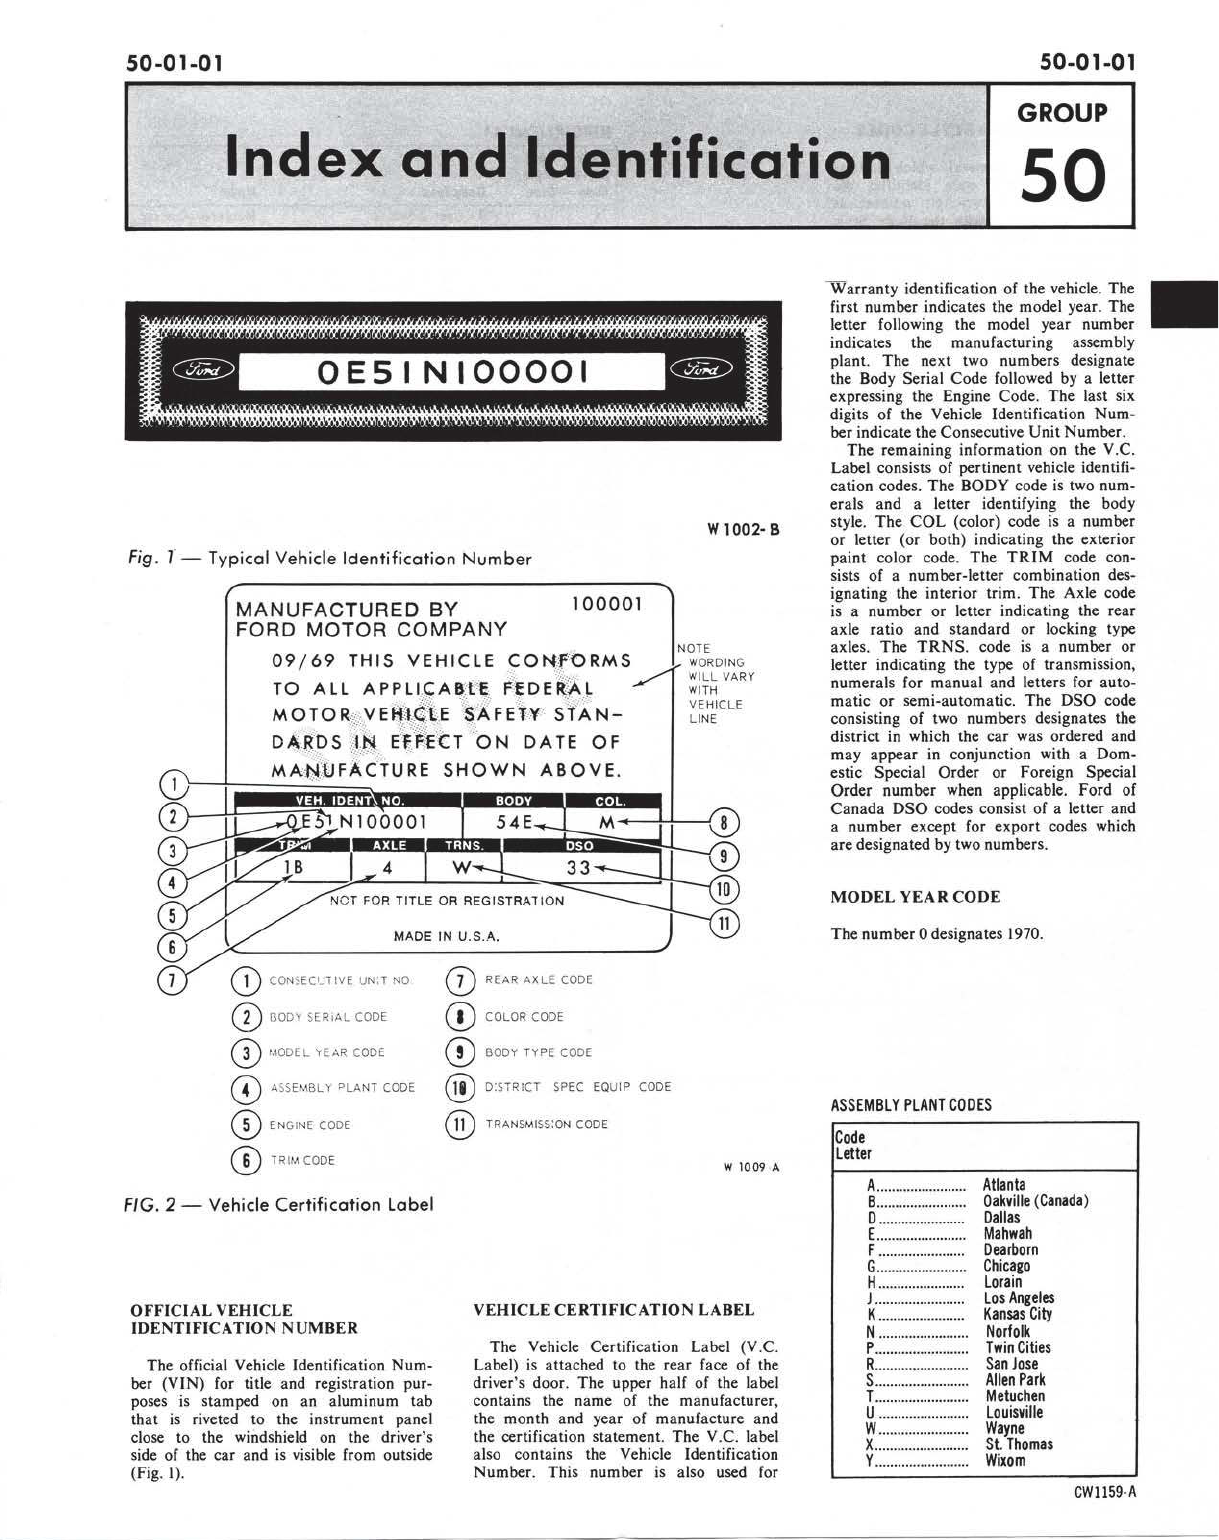 50-01-01
50-01-01
Index and Identification
GROUP
50
Ford
0E51N100001
Ford
W 1002-B
Fig. 1 — Typical Vehicle Identification Number
MANUFACTURED BY
100001
FORD MOTOR COMPANY
09/69 THIS VEHICLE CONFORMS
TO ALL APPLICABLE FEDERAL
MOTOR VEHICLE SAFETY STAN-
DARDS IN EFFECT ON DATE OF
MANUFACTURE SHOWN ABOVE.
NOTE
WORDING
WILL VARY
WITH
VEHICLE
LINE
VEH. IDENT. NO.
BODY
COL.
0E51N100001
54E
M
TRIM
AXLE
TRNS.
DSO
1B
4
W
33
NOT FOR TITLE OR REGISTRATION
MADE IN U.S.A.
1
2
3
4
5
6
7
8
9
10
11
1 CONSECUTIVE UNIT NO.
2 BODY SERIAL CODE
3 MODEL YEAR CODE
4 ASSEMBLY PLANT CODE
5 ENGINE CODE
6 TRIM CODE
7 REAR AXLE CODE
8 COLOR CODE
9 BODY TYPE CODE
10 DISTRICT SPEC EQUIP CODE
11 TRANSMISSION CODE
W 1009-A
FIG. 2 — Vehicle Certification Label
OFFICIAL VEHICLE
IDENTIFICATION NUMBER
The official Vehicle Identification Num-
ber (VIN) for title and registration pur-
poses is stamped on an aluminum tab
that is riveted to the instrument panel
close to the windshield on the driver's
side of the car and is visible from outside
(Fig. 1).
VEHICLE CERTIFICATION LABEL
The Vehicle Certification Label (V.C.
Label) is attached to the rear face of the
driver's door. The upper half of the label
contains the name of the manufacturer,
the month and year of manufacture and
the certification statement. The V.C. label
also contains the Vehicle Identification
Number. This number is also used for
Warranty identification of the vehicle. The
first number indicates the model year. The
letter following the model year number
indicates the manufacturing assembly
plant. The next two numbers designate
the Body Serial Code followed by a letter
expressing the Engine Code. The last six
digits of the Vehicle Identification Num-
ber indicate the Consecutive Unit Number.
The remaining information on the V.C.
Label consists of pertinent vehicle identifi-
cation codes. The BODY code is two num-
erals and a letter identifying the body
style. The COL (color) code is a number
or letter (or both) indicating the exterior
paint color code. The TRIM code con-
sists of a number-letter combination des-
ignating the interior trim. The Axle code
is a number or letter indicating the rear
axle ratio and standard or locking type
axles. The TRNS. code is a number or
letter indicating the type of transmission,
numerals for manual and letters for auto-
matic or semi-automatic. The DSO code
consisting of two numbers designates the
district in which the car was ordered and
may appear in conjunction with a Dom-
estic Special Order or Foreign Special
Order number when applicable. Ford of
Canada DSO codes consist of a letter and
a number except for export codes which
are designated by two numbers.
MODEL YEAR CODE
The number 0 designates 1970.
ASSEMBLY PLANT CODES
Code
Letter
A........................ Atlanta
B........................ Oakville (Canada)
D........................ Dallas
E........................ Mahwah
F........................ Dearborn
G........................ Chicago
H........................ Lorain
J........................ Los Angeles
K........................ Kansas City
N........................ Norfolk
P........................ Twin Cities
R........................ San Jose
S........................ Allen Park
T........................ Metuchen
U........................ Louisville
W........................ Wayne
X........................ St. Thomas
Y........................ Wixom
CW1159-A